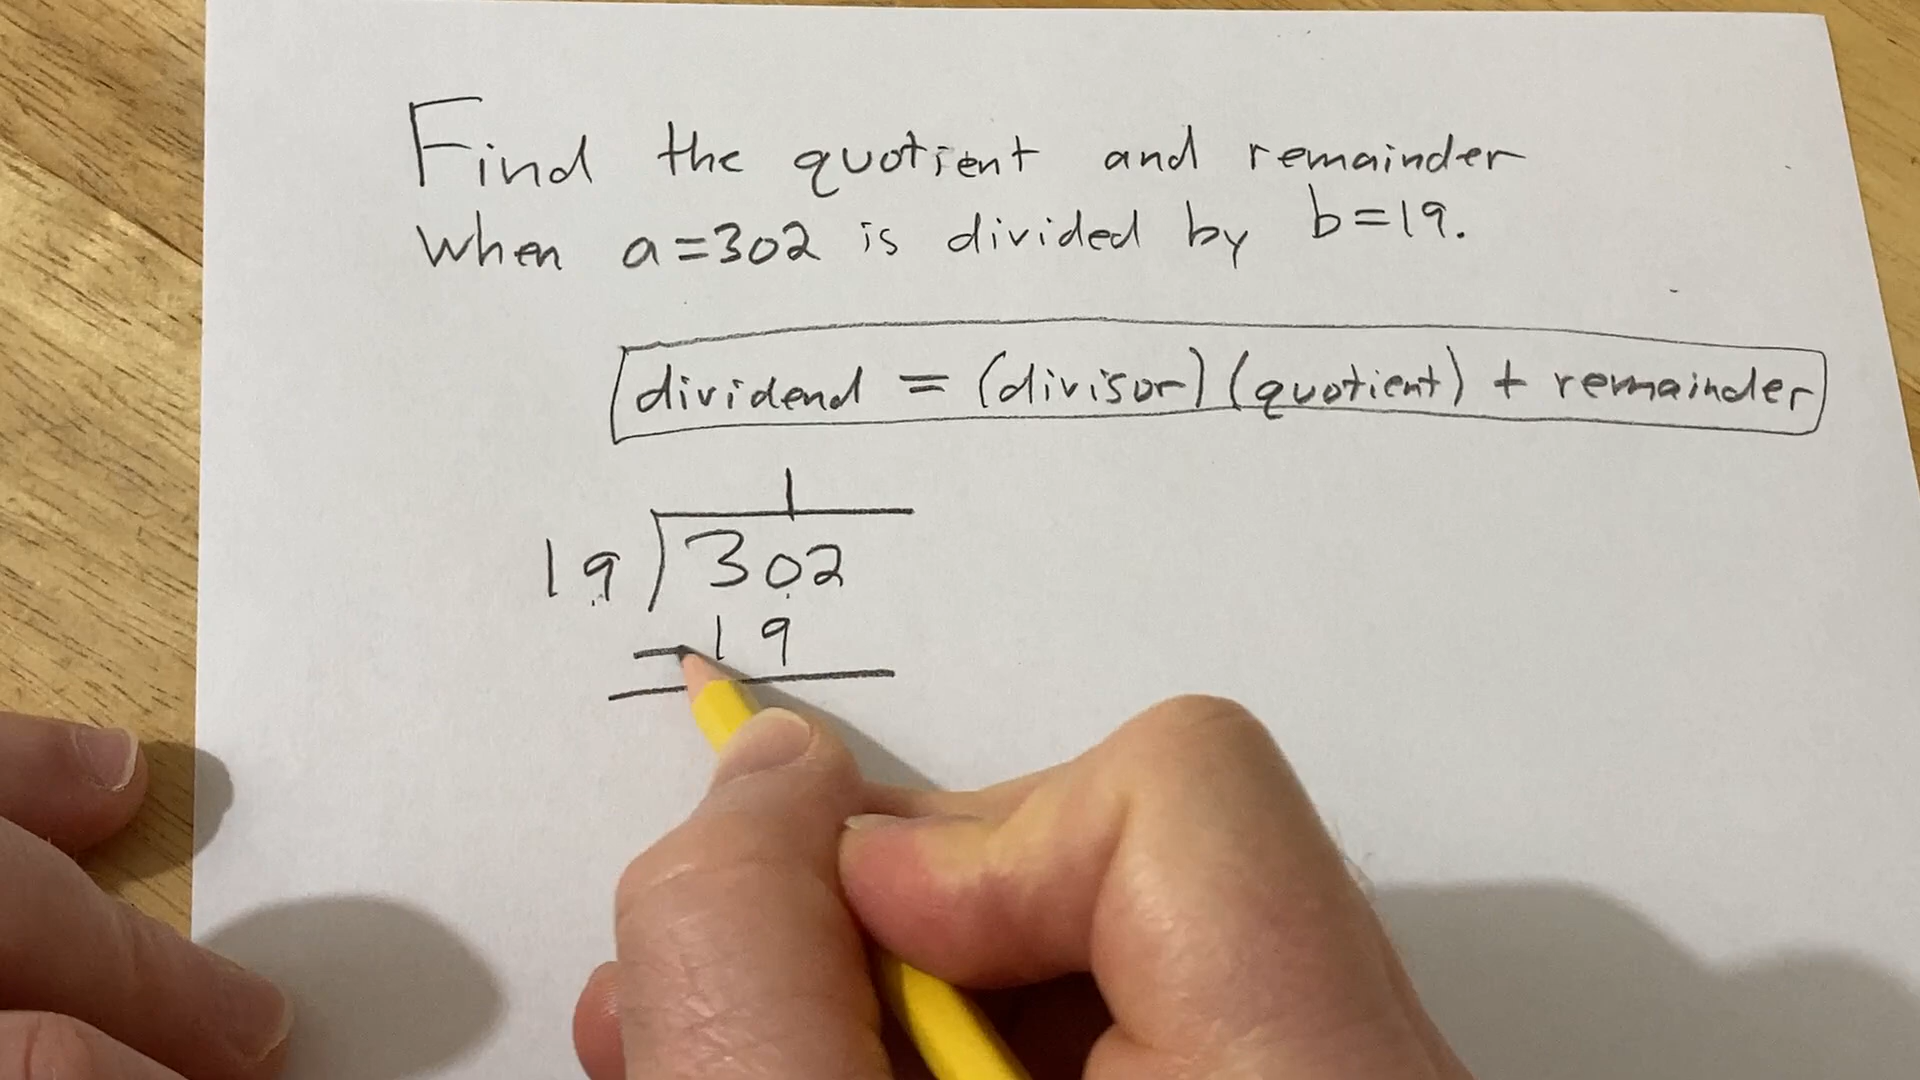 Find the quotient and remainder
when a=302 is divided by b=19.
dividend = (divisor)(quotient) + remainder
1
19 302
- 19